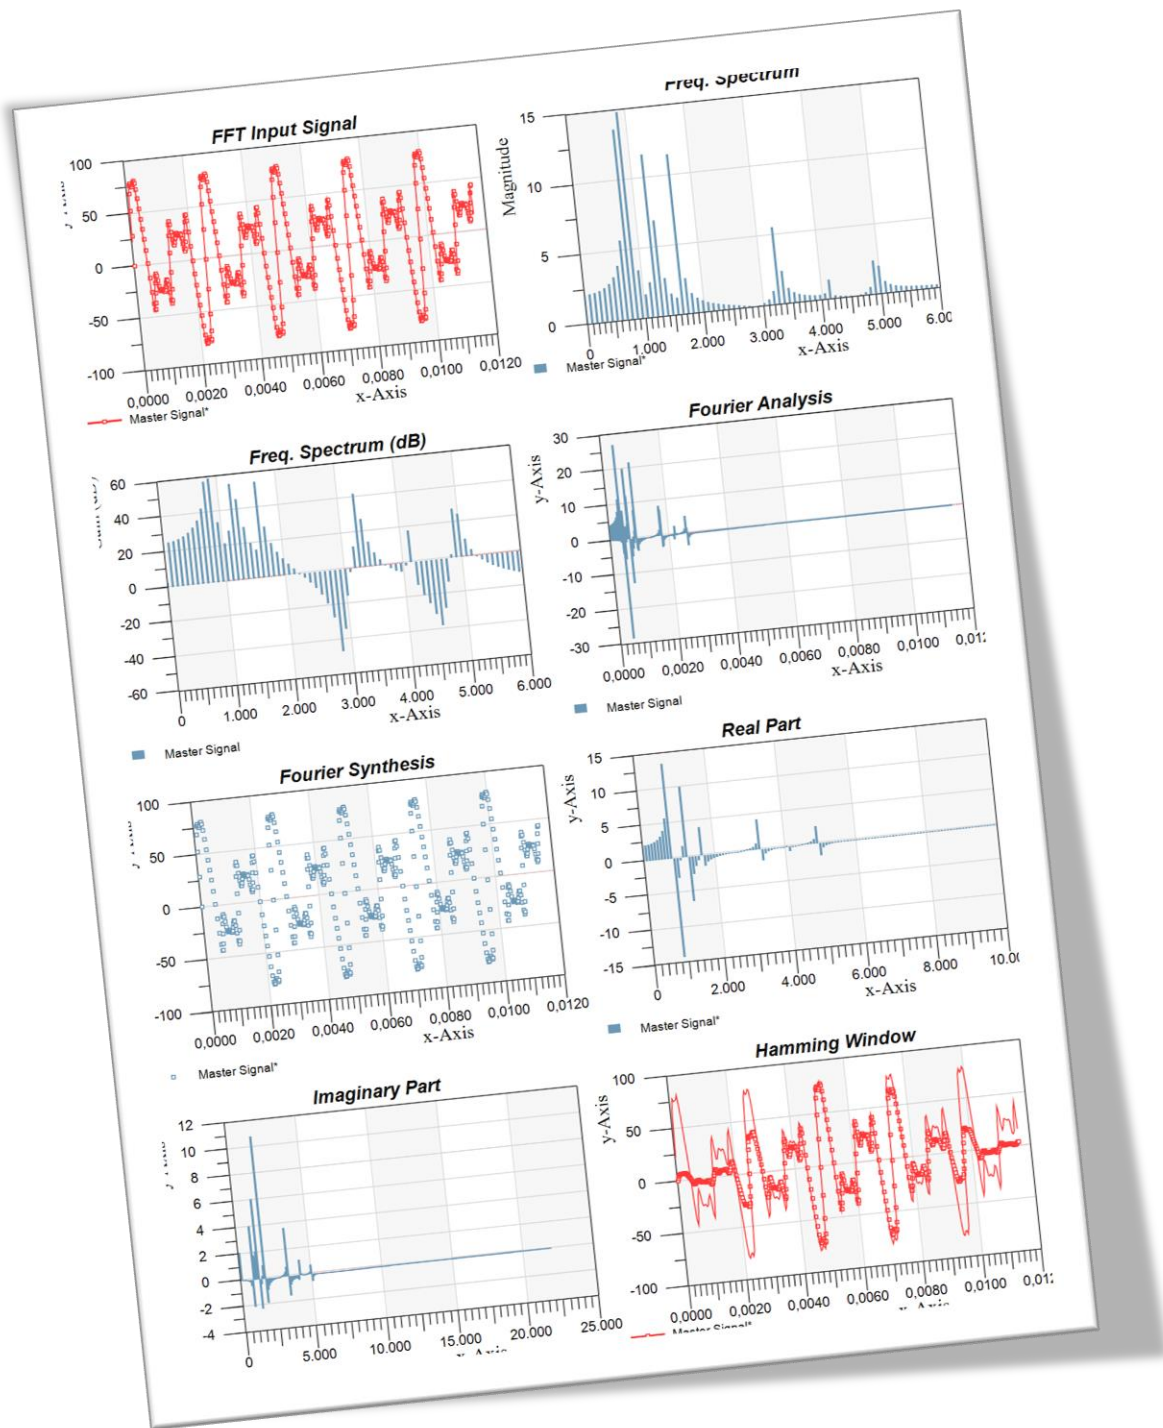 FFT Input Signal
100
50
0
-50
-100
0,0000 0,0020 0,0040 0,0060 0,0080 0,0100 0,0120
x-Axis
Master Signal*
Freq. Spectrum
Magnitude
15
10
5
0
0 1.000 2.000 3.000 4.000 5.000
x-Axis
Master Signal*
Freq. Spectrum (dB)
60
40
20
0
-20
-40
-60
0 1.000 2.000 3.000 4.000 5.000 6.000
x-Axis
Master Signal
Fourier Analysis
y-Axis
30
20
10
0
-10
-20
-30
0,0000 0,0020 0,0040 0,0060 0,0080 0,0100
x-Axis
Master Signal
Fourier Synthesis
100
50
0
-50
-100
0,0000 0,0020 0,0040 0,0060 0,0080 0,0100 0,0120
x-Axis
Master Signal*
Real Part
y-Axis
15
10
5
0
-5
-10
-15
0 2.000 4.000 6.000 8.000
x-Axis
Master Signal*
Imaginary Part
12
10
8
6
4
2
0
-2
-4
0 5.000 10.000 15.000 20.000 25.000
x-Axis
Hamming Window
y-Axis
100
50
0
-50
-100
0,0000 0,0020 0,0040 0,0060 0,0080 0,0100
x-Axis
Master Signal*